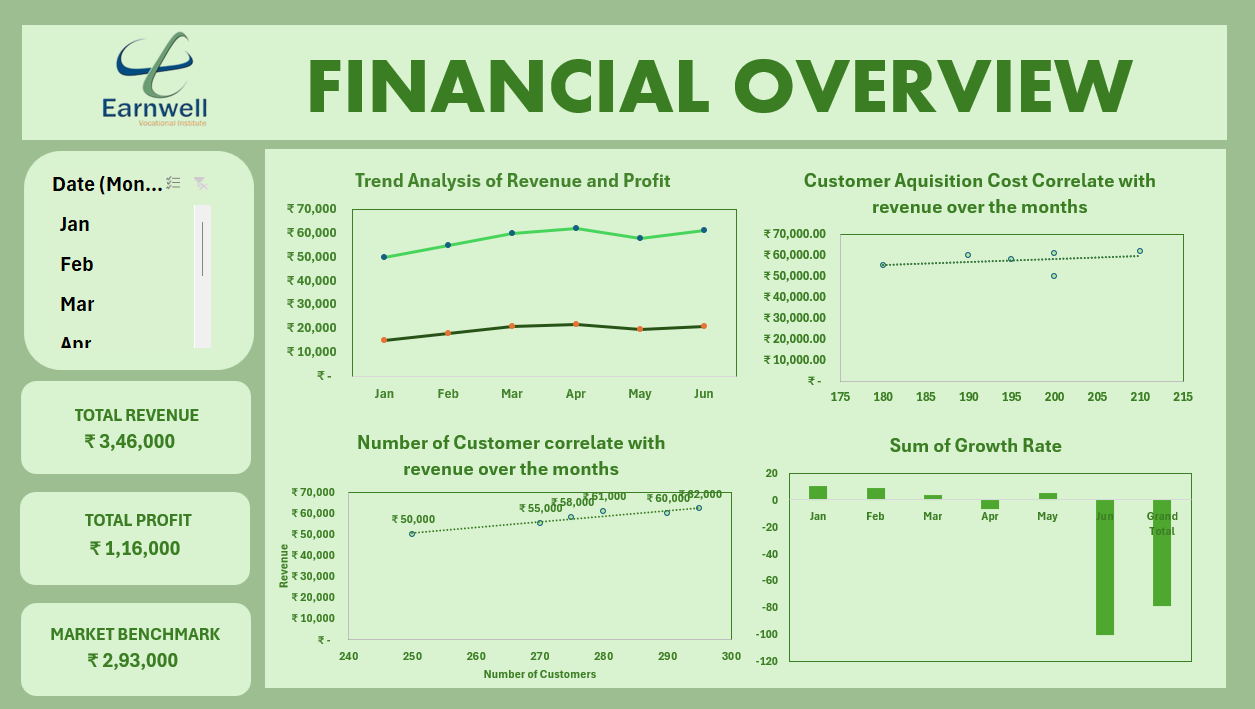 Earnwell
Vocational Institute
FINANCIAL OVERVIEW
Date (Mon...
Jan
Feb
Mar
Apr
TOTAL REVENUE
₹ 3,46,000
TOTAL PROFIT
₹ 1,16,000
MARKET BENCHMARK
₹ 2,93,000
Trend Analysis of Revenue and Profit
₹ 70,000
₹ 60,000
₹ 50,000
₹ 40,000
₹ 30,000
₹ 20,000
₹ 10,000
₹ -
Jan Feb Mar Apr May Jun
Customer Aquisition Cost Correlate with
revenue over the months
₹ 70,000.00
₹ 60,000.00
₹ 50,000.00
₹ 40,000.00
₹ 30,000.00
₹ 20,000.00
₹ 10,000.00
₹ -
175 180 185 190 195 200 205 210 215
Number of Customer correlate with
revenue over the months
Revenue
₹ 70,000
₹ 60,000
₹ 50,000
₹ 40,000
₹ 30,000
₹ 20,000
₹ 10,000
₹ -
₹ 50,000 ₹ 55,000 ₹ 58,000 ₹ 61,000 ₹ 60,000 ₹ 62,000
240 250 260 270 280 290 300
Number of Customers
Sum of Growth Rate
20
0
-20
-40
-60
-80
-100
-120
Jan Feb Mar Apr May Jun Grand
Total